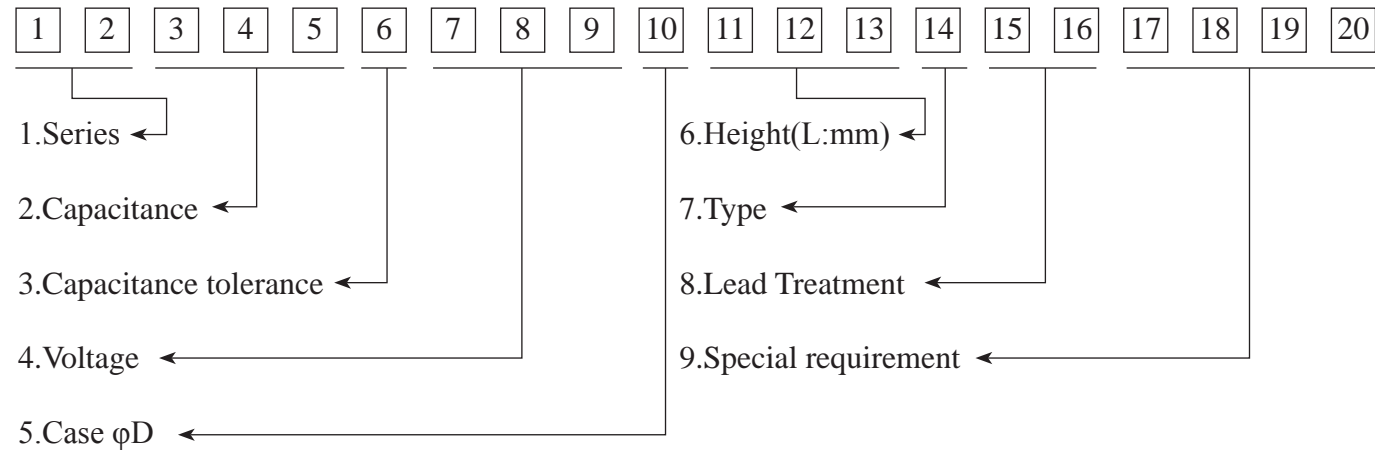 1 2 3 4 5 6 7 8 9 10 11 12 13 14 15 16 17 18 19 20
1.Series
6.Height(L:mm)
2.Capacitance
7.Type
3.Capacitance tolerance
8.Lead Treatment
4.Voltage
9.Special requirement
5.Case φD